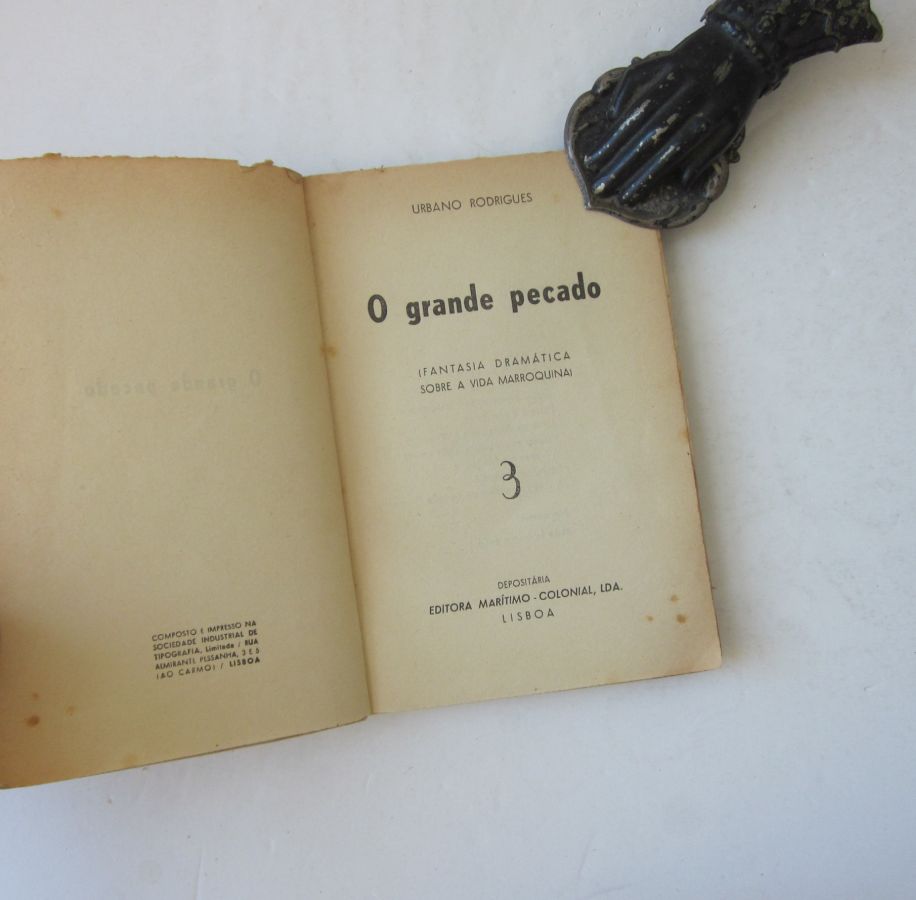 COMPOSTO E IMPRESSO NA
SOCIEDADE INDUSTRIAL DE
TIPOGRAFIA, Limitada / RUA
ALMIRANTE PESSANHA, 3 E 5
(AO CARMO) / LISBOA
URBANO RODRIGUES
O grande pecado
(FANTASIA DRAMÁTICA
SOBRE A VIDA MARROQUINA)
3
DEPOSITÁRIA
EDITORA MARÍTIMO-COLONIAL, LDA.
LISBOA